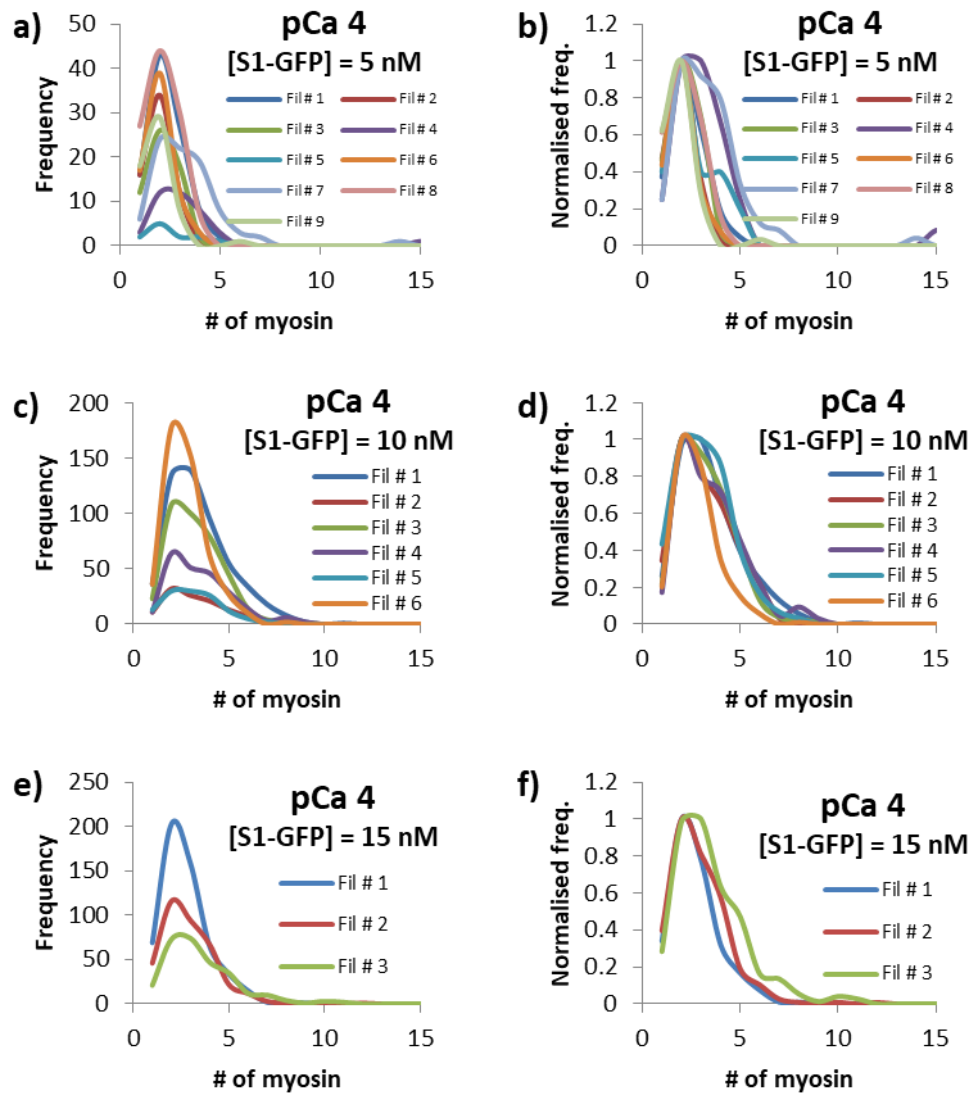 a)
pCa 4
[S1-GFP] = 5 nM
Frequency
50
40
30
20
10
0
Fil # 1
Fil # 2
Fil # 3
Fil # 4
Fil # 5
Fil # 6
Fil # 7
Fil # 8
Fil # 9
0 5 10 15
# of myosin
b)
pCa 4
[S1-GFP] = 5 nM
Normalised freq.
1.2
1
0.8
0.6
0.4
0.2
0
Fil # 1
Fil # 2
Fil # 3
Fil # 4
Fil # 5
Fil # 6
Fil # 7
Fil # 8
Fil # 9
0 5 10 15
# of myosin
c)
pCa 4
[S1-GFP] = 10 nM
Frequency
200
150
100
50
0
Fil # 1
Fil # 2
Fil # 3
Fil # 4
Fil # 5
Fil # 6
0 5 10 15
# of myosin
d)
pCa 4
[S1-GFP] = 10 nM
Normalised freq.
1.2
1
0.8
0.6
0.4
0.2
0
Fil # 1
Fil # 2
Fil # 3
Fil # 4
Fil # 5
Fil # 6
0 5 10 15
# of myosin
e)
pCa 4
[S1-GFP] = 15 nM
Frequency
250
200
150
100
50
0
Fil # 1
Fil # 2
Fil # 3
0 5 10 15
# of myosin
f)
pCa 4
[S1-GFP] = 15 nM
Normalised freq.
1.2
1
0.8
0.6
0.4
0.2
0
Fil # 1
Fil # 2
Fil # 3
0 5 10 15
# of myosin